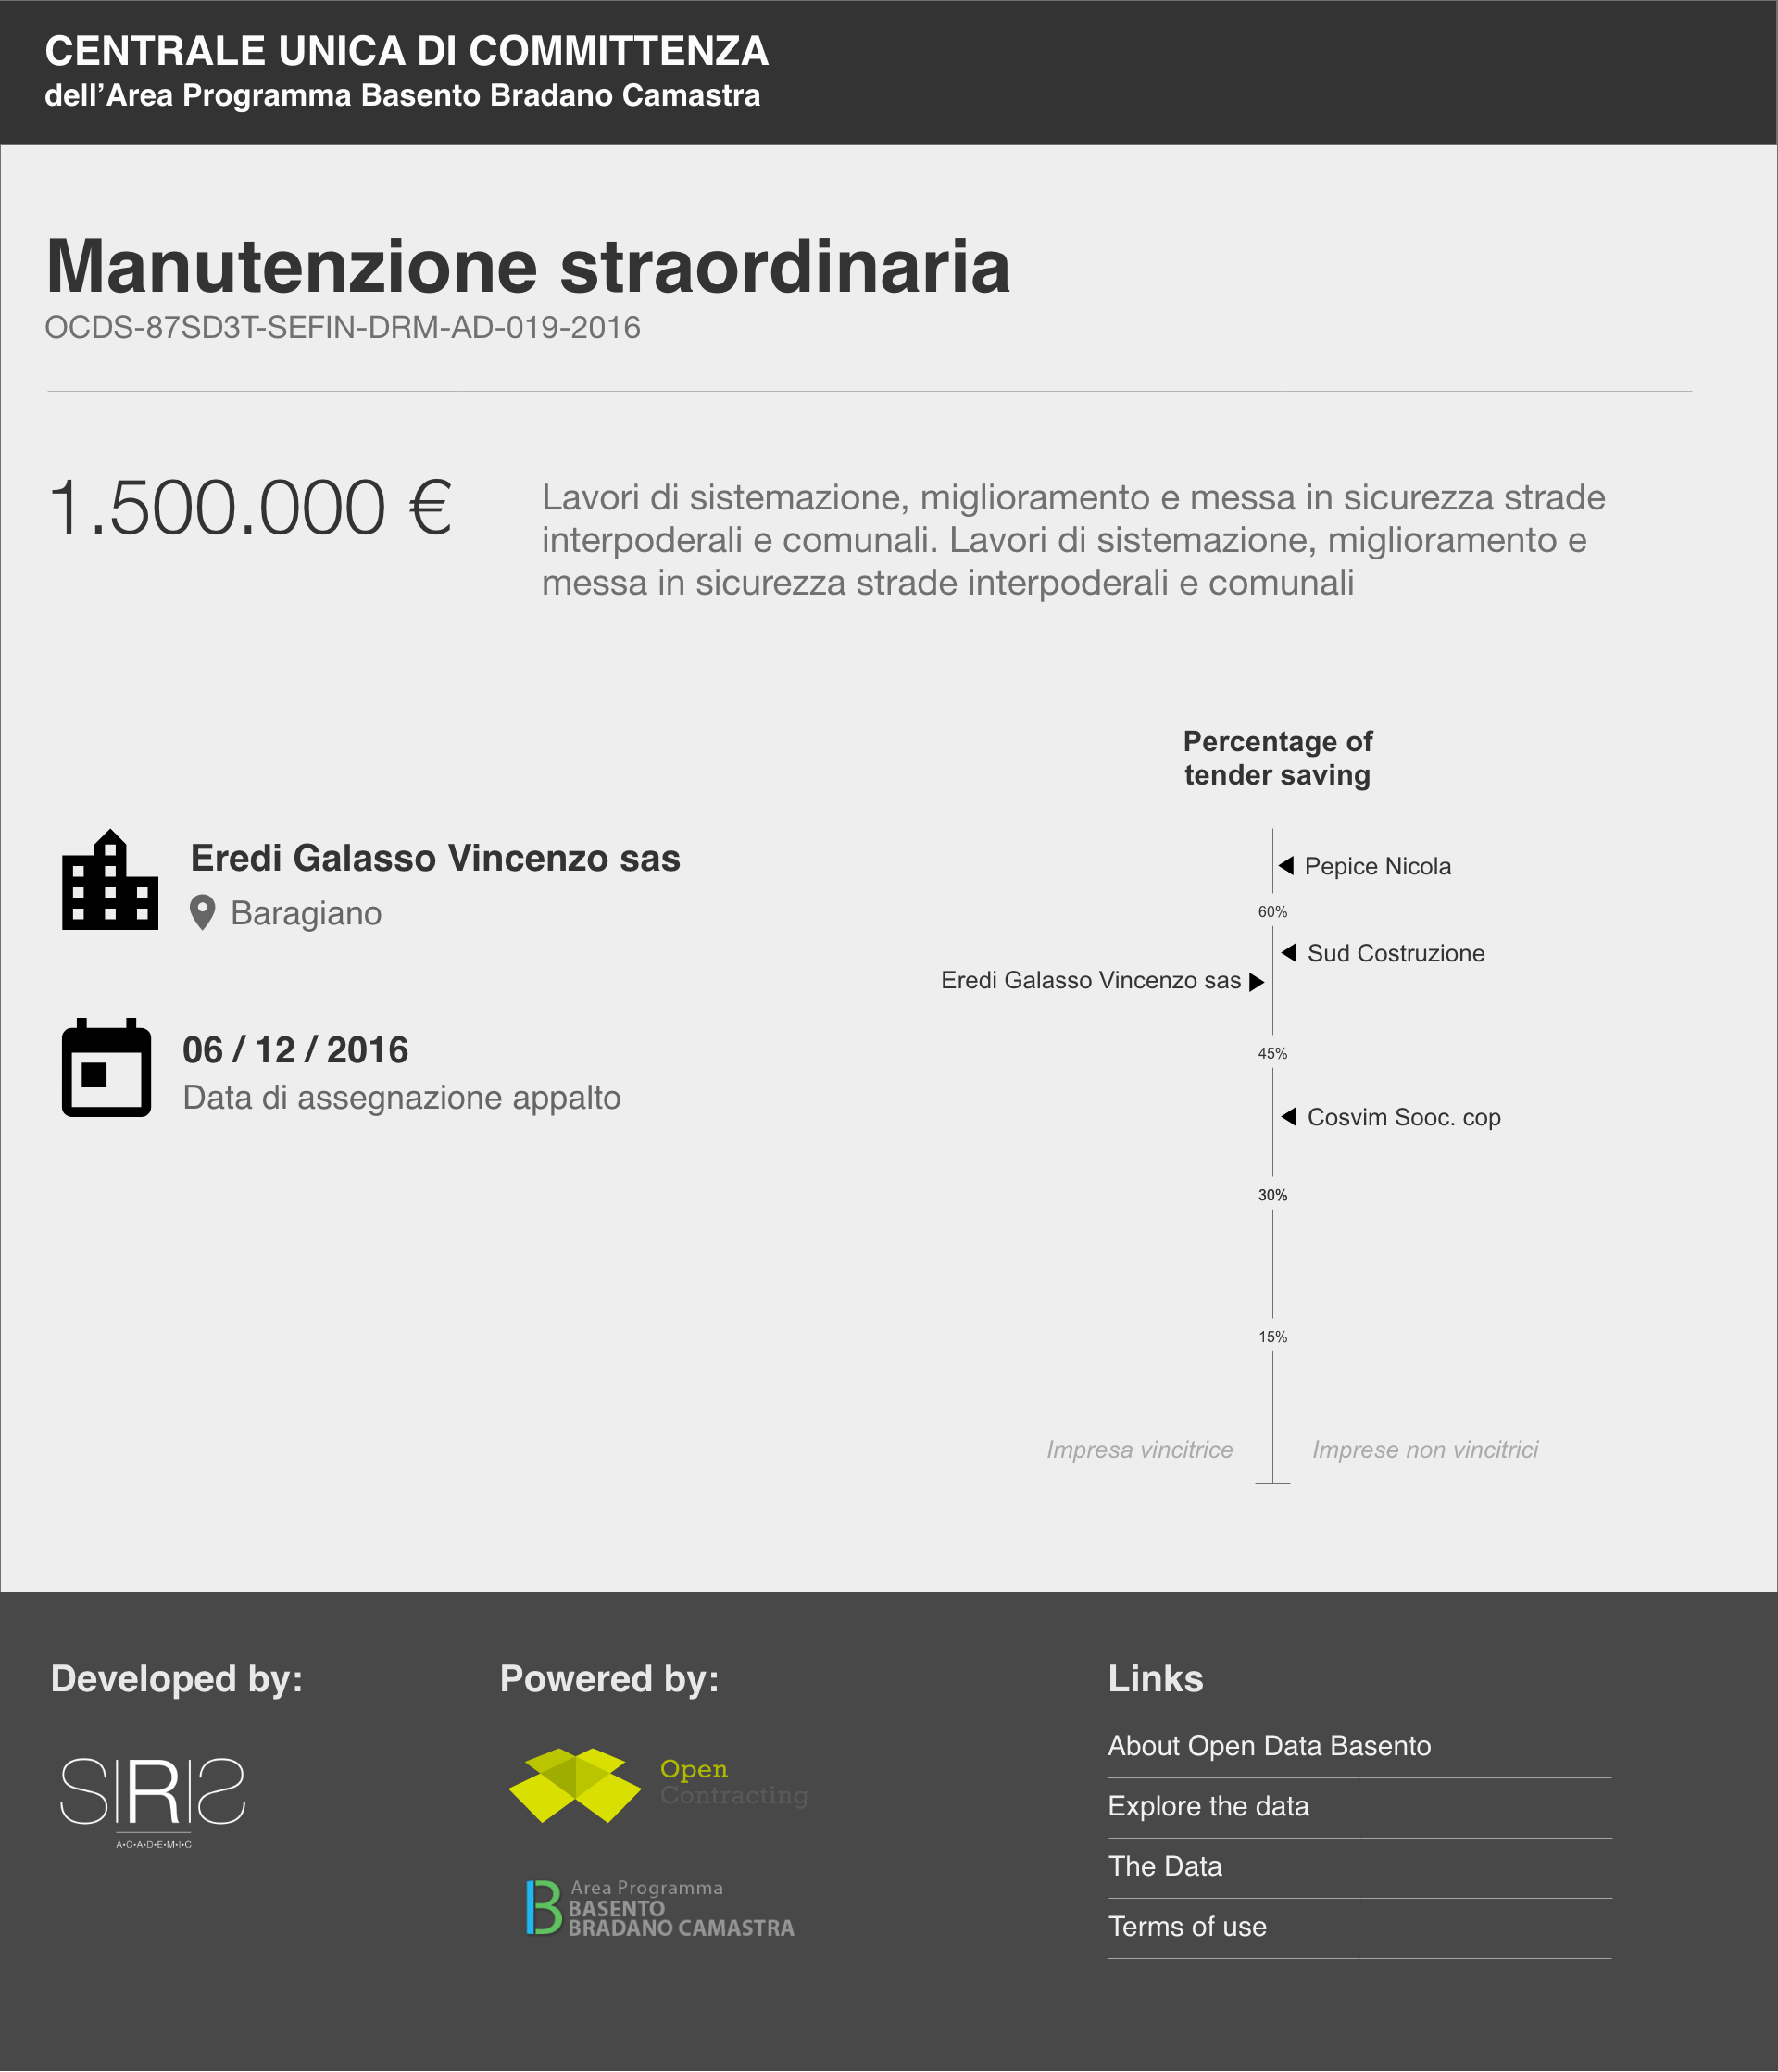 CENTRALE UNICA DI COMMITTENZA
dell’Area Programma Basento Bradano Camastra
Manutenzione straordinaria
OCDS-87SD3T-SEFIN-DRM-AD-019-2016
1.500.000 €
Lavori di sistemazione, miglioramento e messa in sicurezza strade
interpoderali e comunali. Lavori di sistemazione, miglioramento e
messa in sicurezza strade interpoderali e comunali
Eredi Galasso Vincenzo sas
Baragiano
06 / 12 / 2016
Data di assegnazione appalto
Percentage of
tender saving
Pepice Nicola
60%
Sud Costruzione
Eredi Galasso Vincenzo sas
45%
Cosvim Sooc. cop
30%
15%
Impresa vincitrice
Imprese non vincitrici
Developed by:
SIRIS
A•C•A•D•E•M•I•C
Powered by:
Open
Contracting
B
Area Programma
BASENTO
BRADANO CAMASTRA
Links
About Open Data Basento
Explore the data
The Data
Terms of use